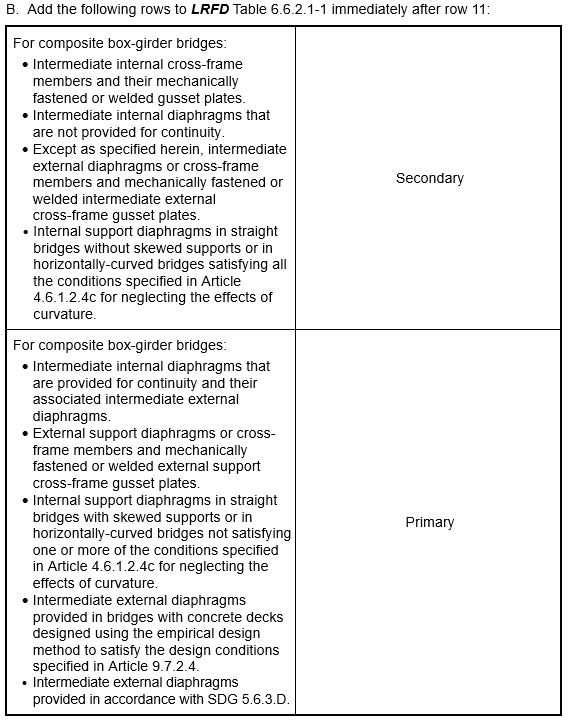 B. Add the following rows to LRFD Table 6.6.2.1-1 immediately after row 11:
For composite box-girder bridges:
• Intermediate internal cross-frame
members and their mechanically
fastened or welded gusset plates.
• Intermediate internal diaphragms that
are not provided for continuity.
• Except as specified herein, intermediate
external diaphragms or cross-frame
members and mechanically fastened or
welded intermediate external
cross-frame gusset plates.
• Internal support diaphragms in straight
bridges without skewed supports or in
horizontally-curved bridges satisfying all
the conditions specified in Article
4.6.1.2.4c for neglecting the effects of
curvature.
Secondary
For composite box-girder bridges:
• Intermediate internal diaphragms that
are provided for continuity and their
associated intermediate external
diaphragms.
• External support diaphragms or cross-
frame members and mechanically
fastened or welded external support
cross-frame gusset plates.
• Internal support diaphragms in straight
bridges with skewed supports or in
horizontally-curved bridges not satisfying
one or more of the conditions specified
in Article 4.6.1.2.4c for neglecting the
effects of curvature.
• Intermediate external diaphragms
provided in bridges with concrete decks
designed using the empirical design
method to satisfy the design conditions
specified in Article 9.7.2.4.
• Intermediate external diaphragms
provided in accordance with SDG 5.6.3.D.
Primary